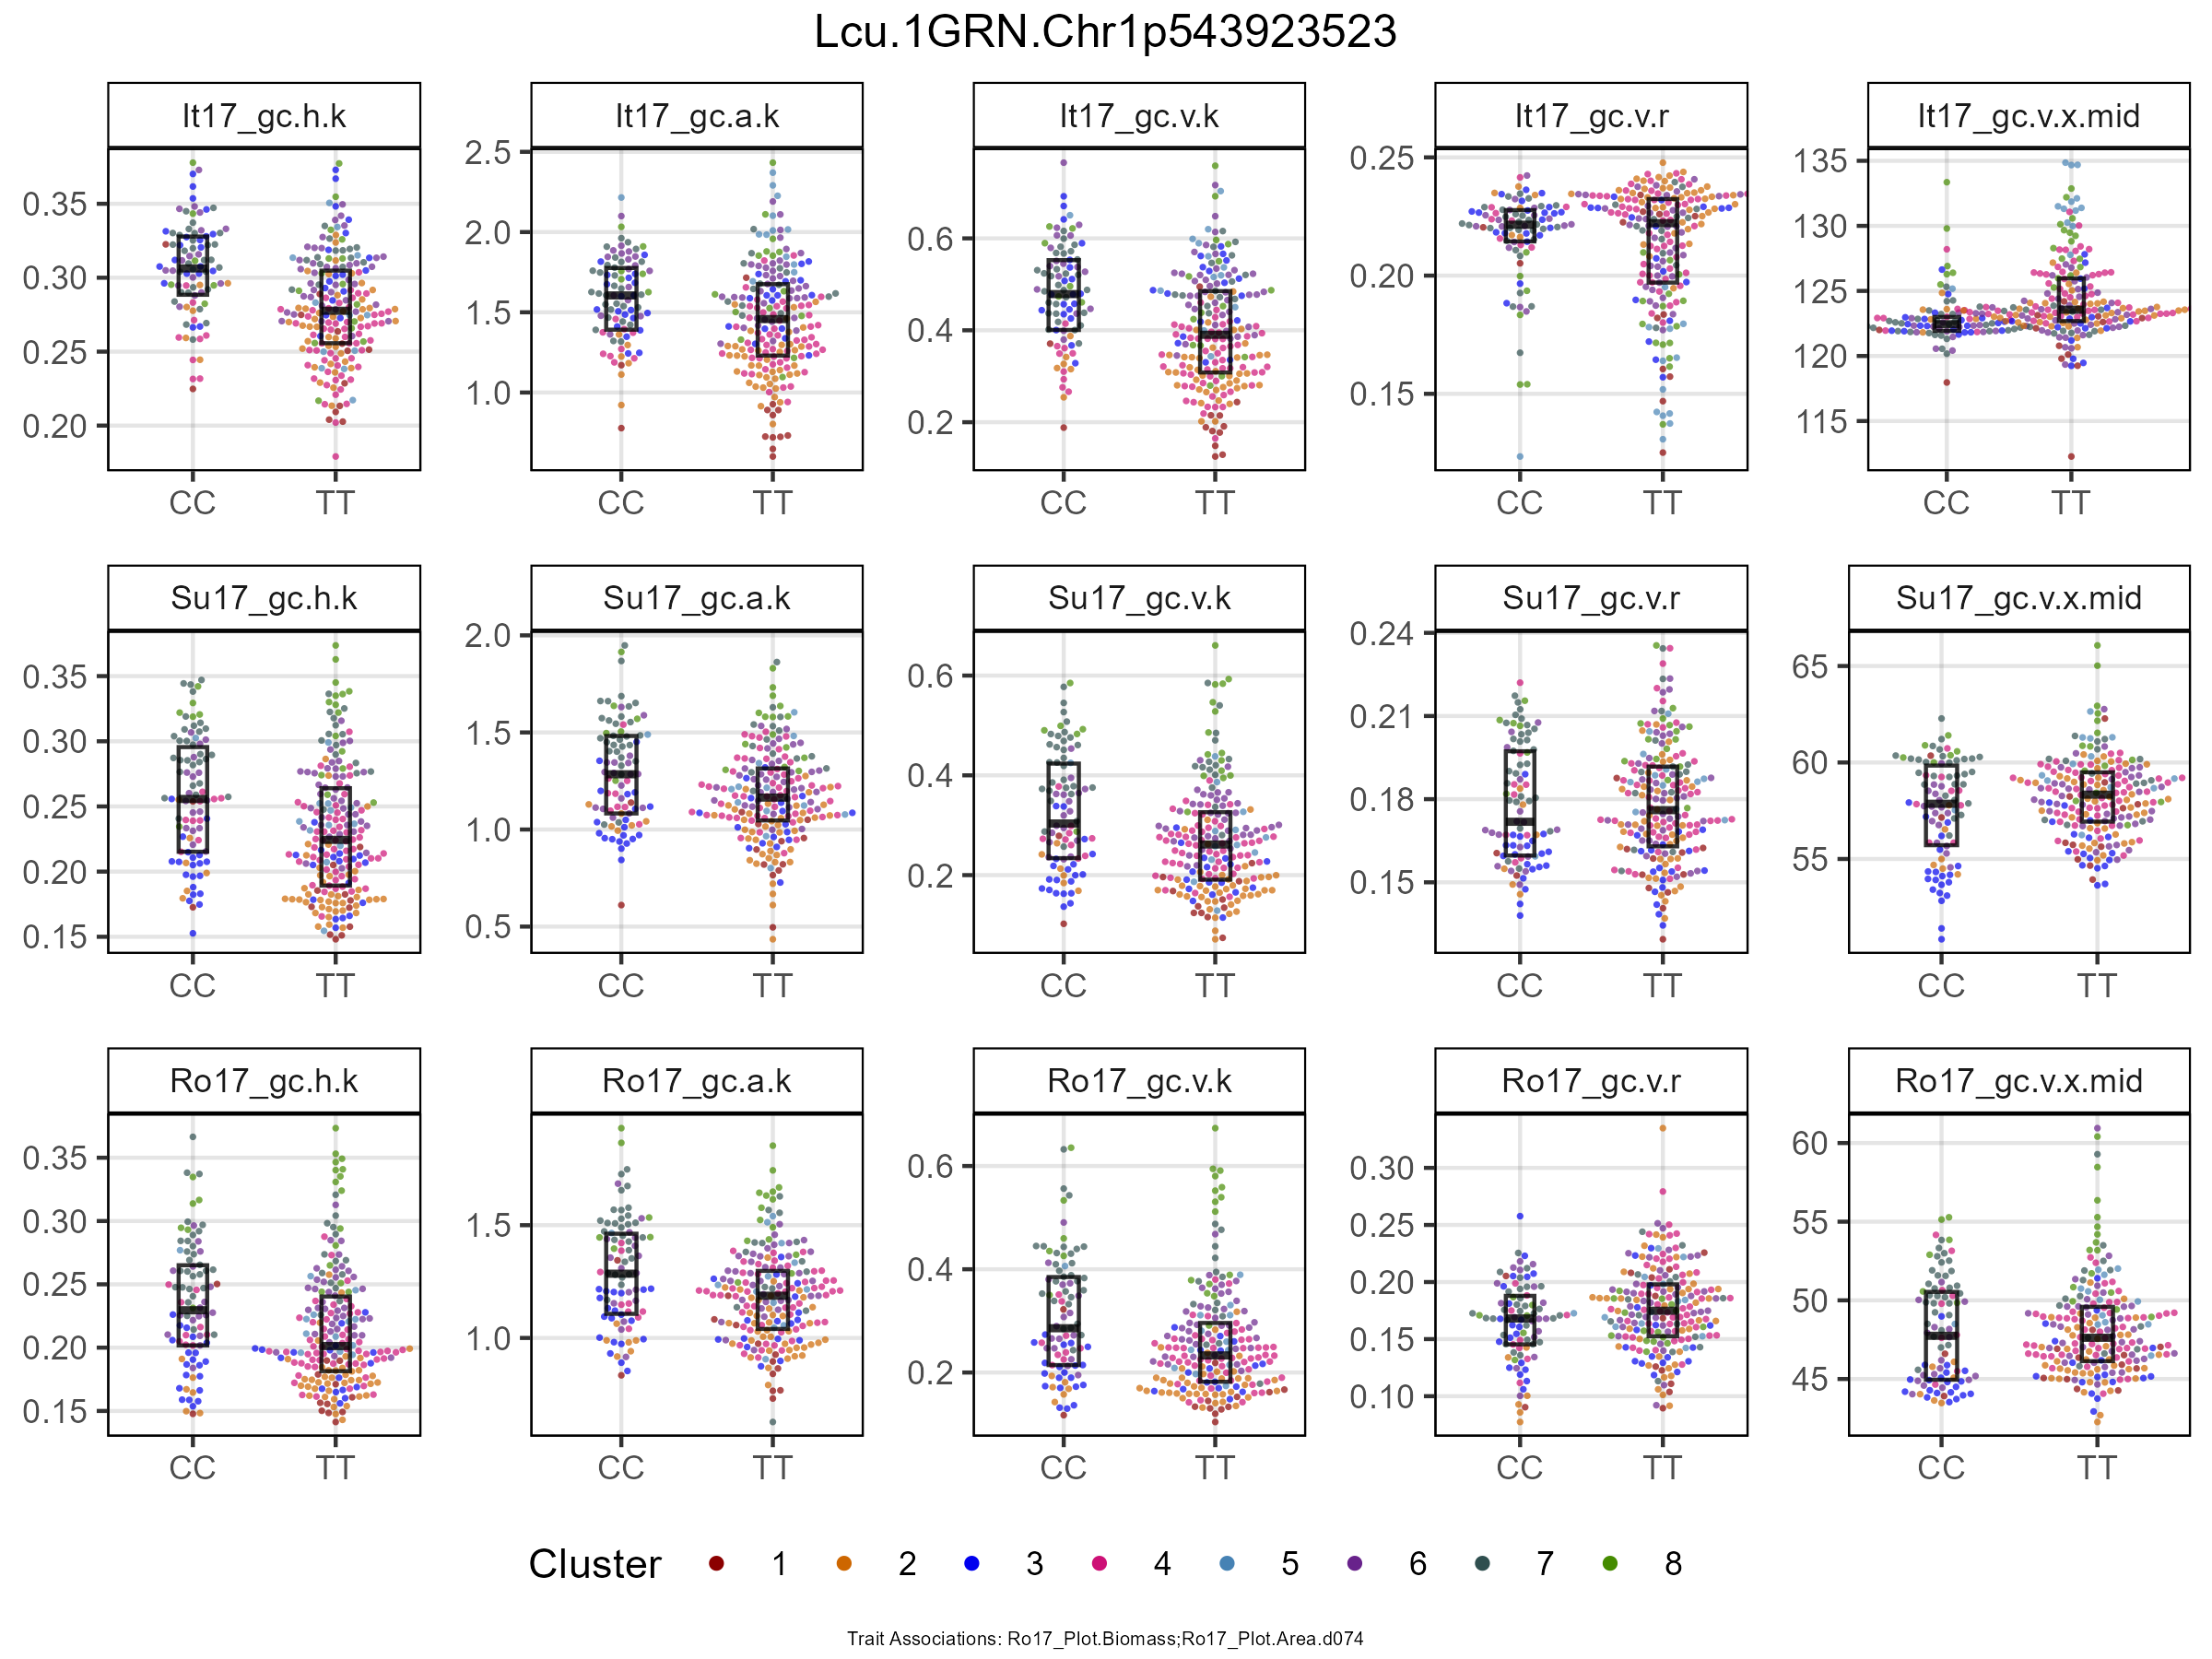 Lcu.1GRN.Chr1p543923523
It17_gc.h.k
It17_gc.a.k
It17_gc.v.k
It17_gc.v.r
It17_gc.v.x.mid
0.35
0.30
0.25
0.20
2.5
2.0
1.5
1.0
0.6
0.4
0.2
0.25
0.20
0.15
135
130
125
120
115
CC TT
CC TT
CC TT
CC TT
CC TT
Su17_gc.h.k
Su17_gc.a.k
Su17_gc.v.k
Su17_gc.v.r
Su17_gc.v.x.mid
0.35
0.30
0.25
0.20
0.15
2.0
1.5
1.0
0.5
0.6
0.4
0.2
0.24
0.21
0.18
0.15
65
60
55
CC TT
CC TT
CC TT
CC TT
CC TT
Ro17_gc.h.k
Ro17_gc.a.k
Ro17_gc.v.k
Ro17_gc.v.r
Ro17_gc.v.x.mid
0.35
0.30
0.25
0.20
0.15
1.5
1.0
0.6
0.4
0.2
0.30
0.25
0.20
0.15
0.10
60
55
50
45
CC TT
CC TT
CC TT
CC TT
CC TT
Cluster 1 2 3 4 5 6 7 8
Trait Associations: Ro17_Plot.Biomass;Ro17_Plot.Area.d074